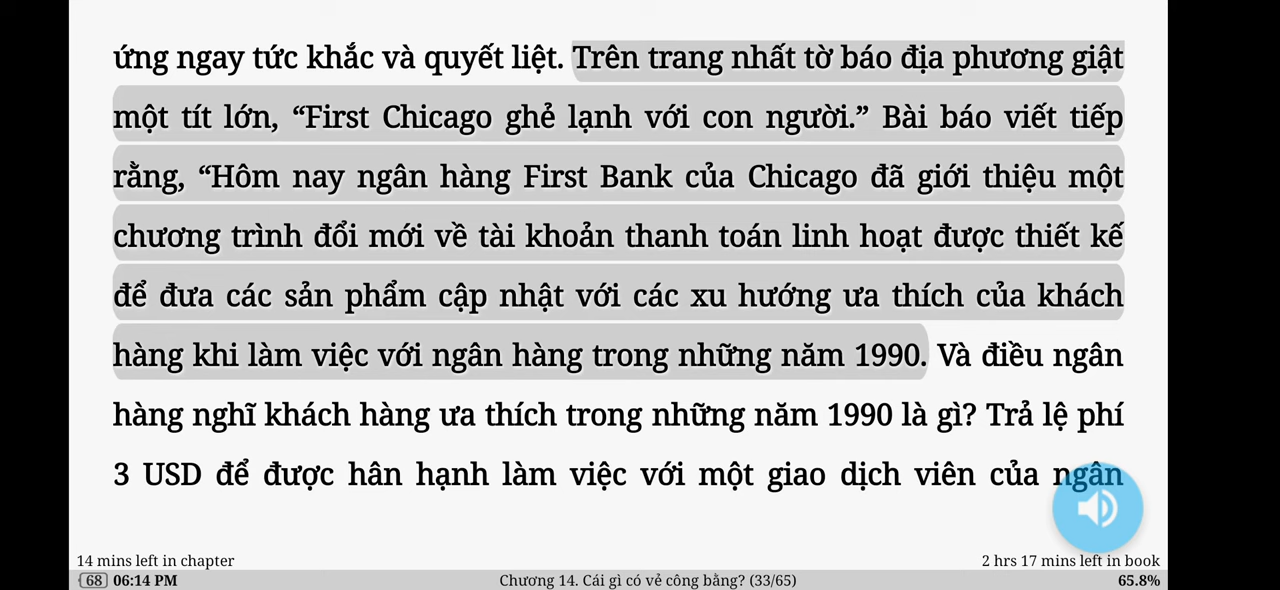 ứng ngay tức khắc và quyết liệt. Trên trang nhất tờ báo địa phương giật
một tít lớn, “First Chicago ghẻ lạnh với con người.” Bài báo viết tiếp
rằng, “Hôm nay ngân hàng First Bank của Chicago đã giới thiệu một
chương trình đổi mới về tài khoản thanh toán linh hoạt được thiết kế
để đưa các sản phẩm cập nhật với các xu hướng ưa thích của khách
hàng khi làm việc với ngân hàng trong những năm 1990. Và điều ngân
hàng nghĩ khách hàng ưa thích trong những năm 1990 là gì? Trả lệ phí
3 USD để được hân hạnh làm việc với một giao dịch viên của ngân
14 mins left in chapter 2 hrs 17 mins left in book
68 06:14 PM Chương 14. Cái gì có vẻ công bằng? (33/65) 65.8%